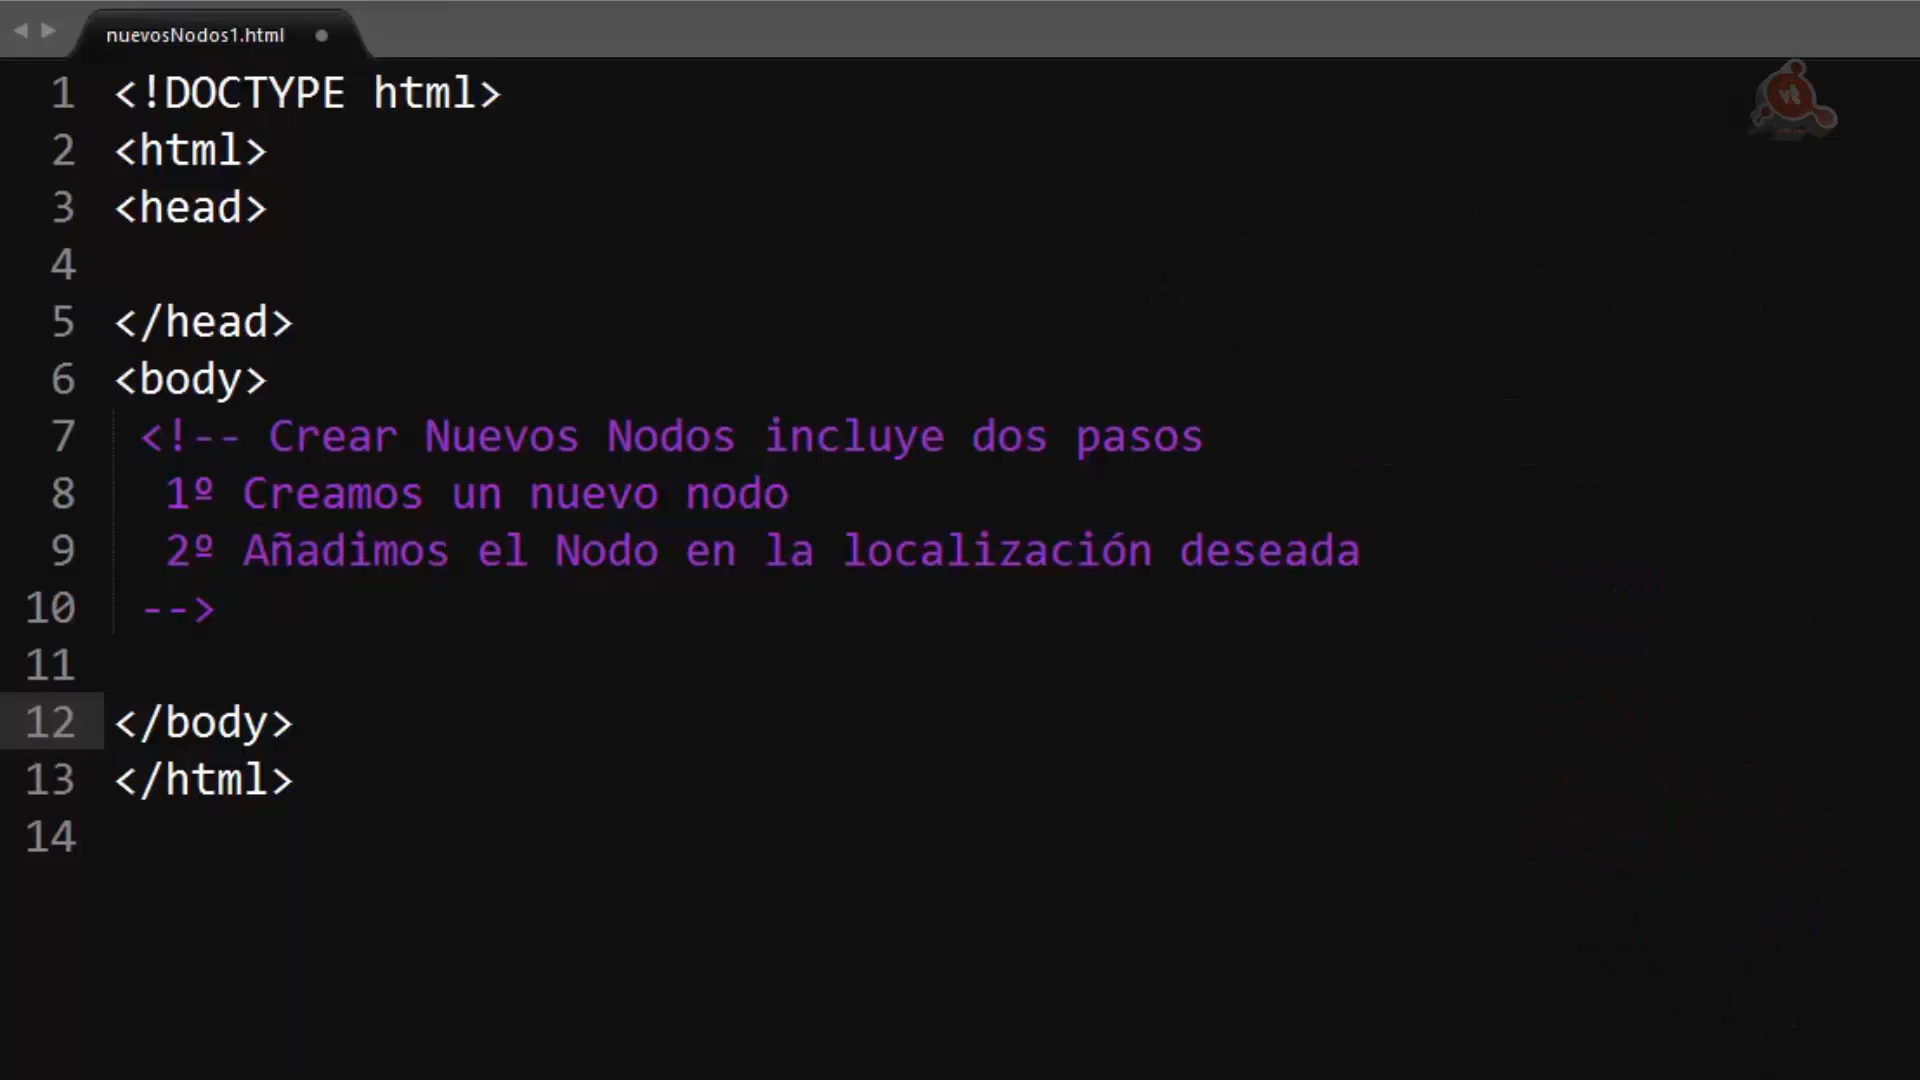 nuevosNodos1.html
1 <!DOCTYPE html>
2 <html>
3 <head>
4
5 </head>
6 <body>
7 <!-- Crear Nuevos Nodos incluye dos pasos
8 1º Creamos un nuevo nodo
9 2º Añadimos el Nodo en la localización deseada
10 -->
11
12 </body>
13 </html>
14
vt